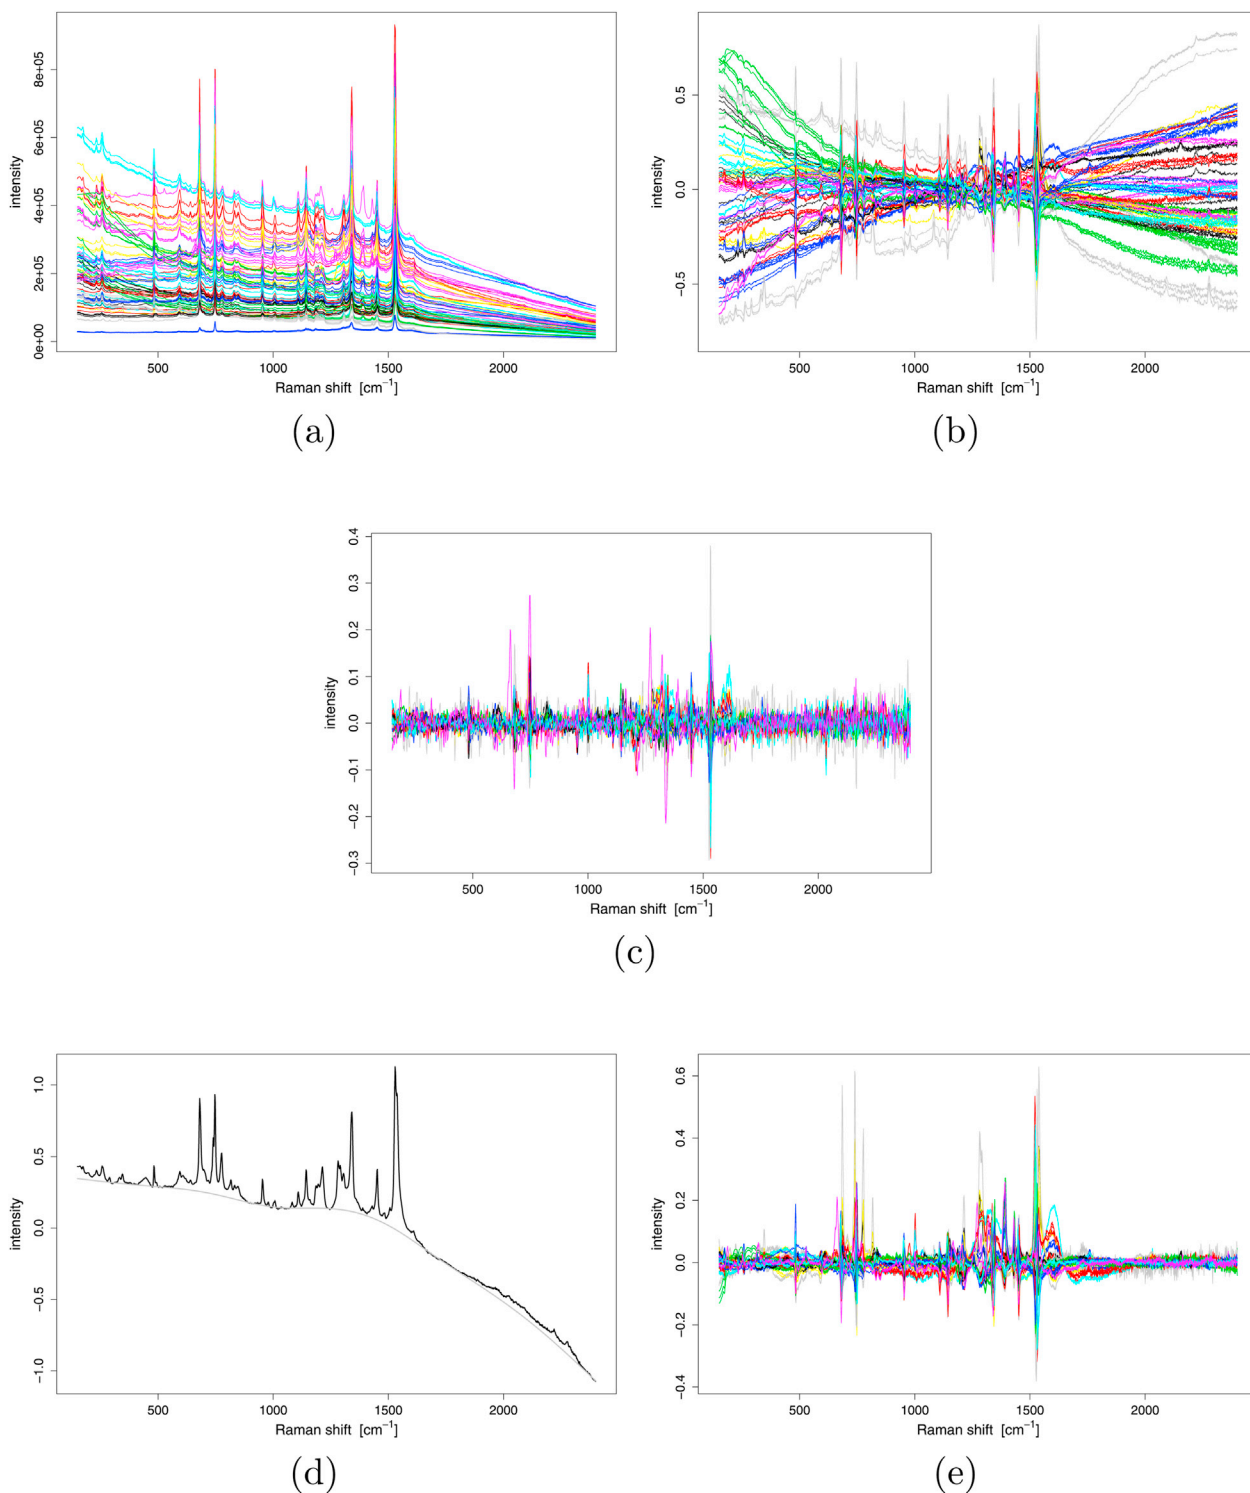 intensity
8e+05
6e+05
4e+05
2e+05
0e+00
500 1000 1500 2000
Raman shift [cm⁻¹]
(a)
intensity
0.5
0.0
−0.5
500 1000 1500 2000
Raman shift [cm⁻¹]
(b)
intensity
0.4
0.3
0.2
0.1
0.0
−0.1
−0.2
−0.3
500 1000 1500 2000
Raman shift [cm⁻¹]
(c)
intensity
1.0
0.5
0.0
−0.5
−1.0
500 1000 1500 2000
Raman shift [cm⁻¹]
(d)
intensity
0.6
0.4
0.2
0.0
−0.2
−0.4
500 1000 1500 2000
Raman shift [cm⁻¹]
(e)